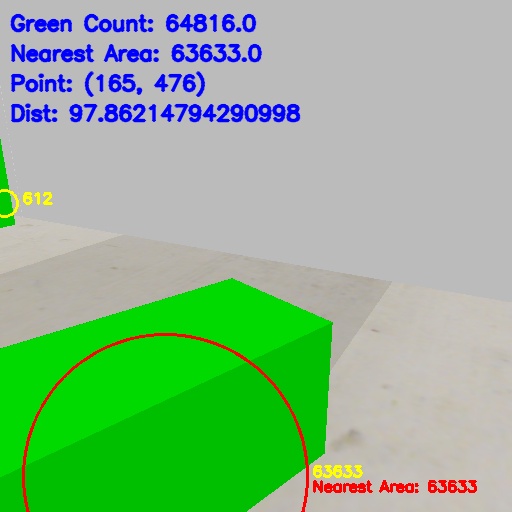 Green Count: 64816.0
Nearest Area: 63633.0
Point: (165, 476)
Dist: 97.86214794290998
612
63633
Nearest Area: 63633